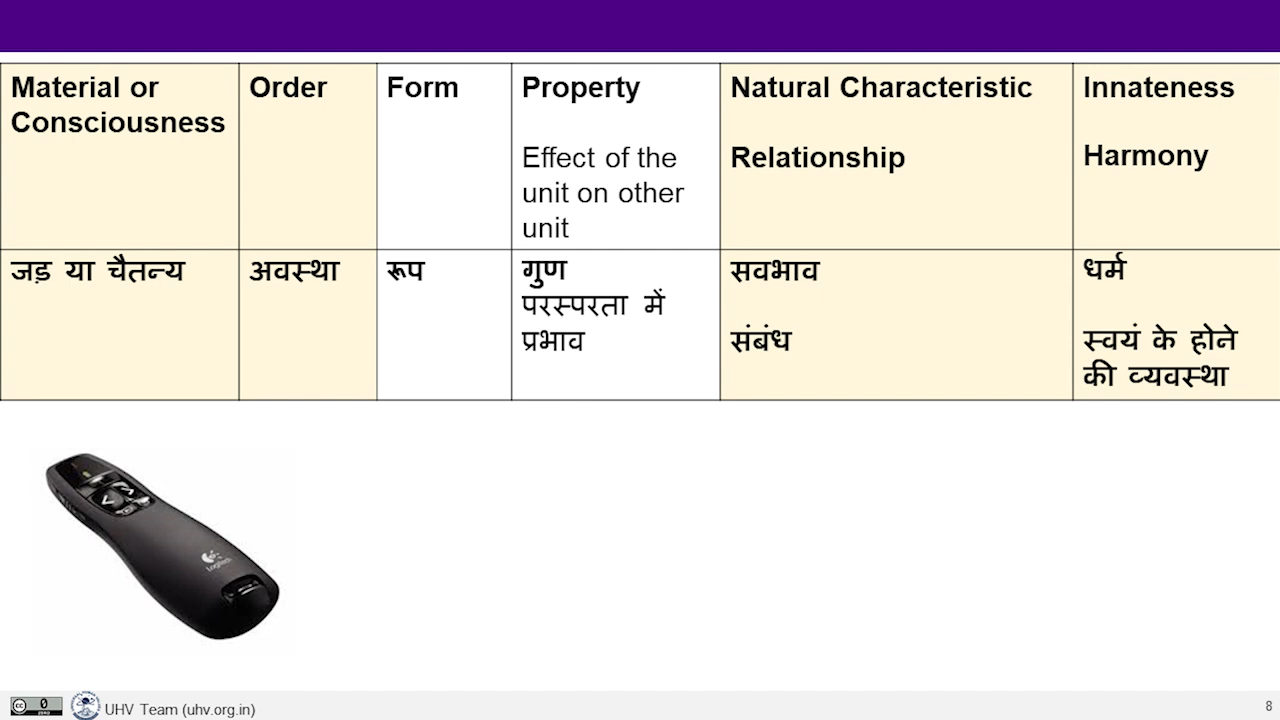 Material or Consciousness
Order
Form
Property
Effect of the unit on other unit
Natural Characteristic
Relationship
Innateness
Harmony
जड़ या चैतन्य
अवस्था
रूप
गुण
परस्परता में प्रभाव
सवभाव
संबंध
धर्म
स्वयं के होने की व्यवस्था
Logitech
UHV Team (uhv.org.in)
8